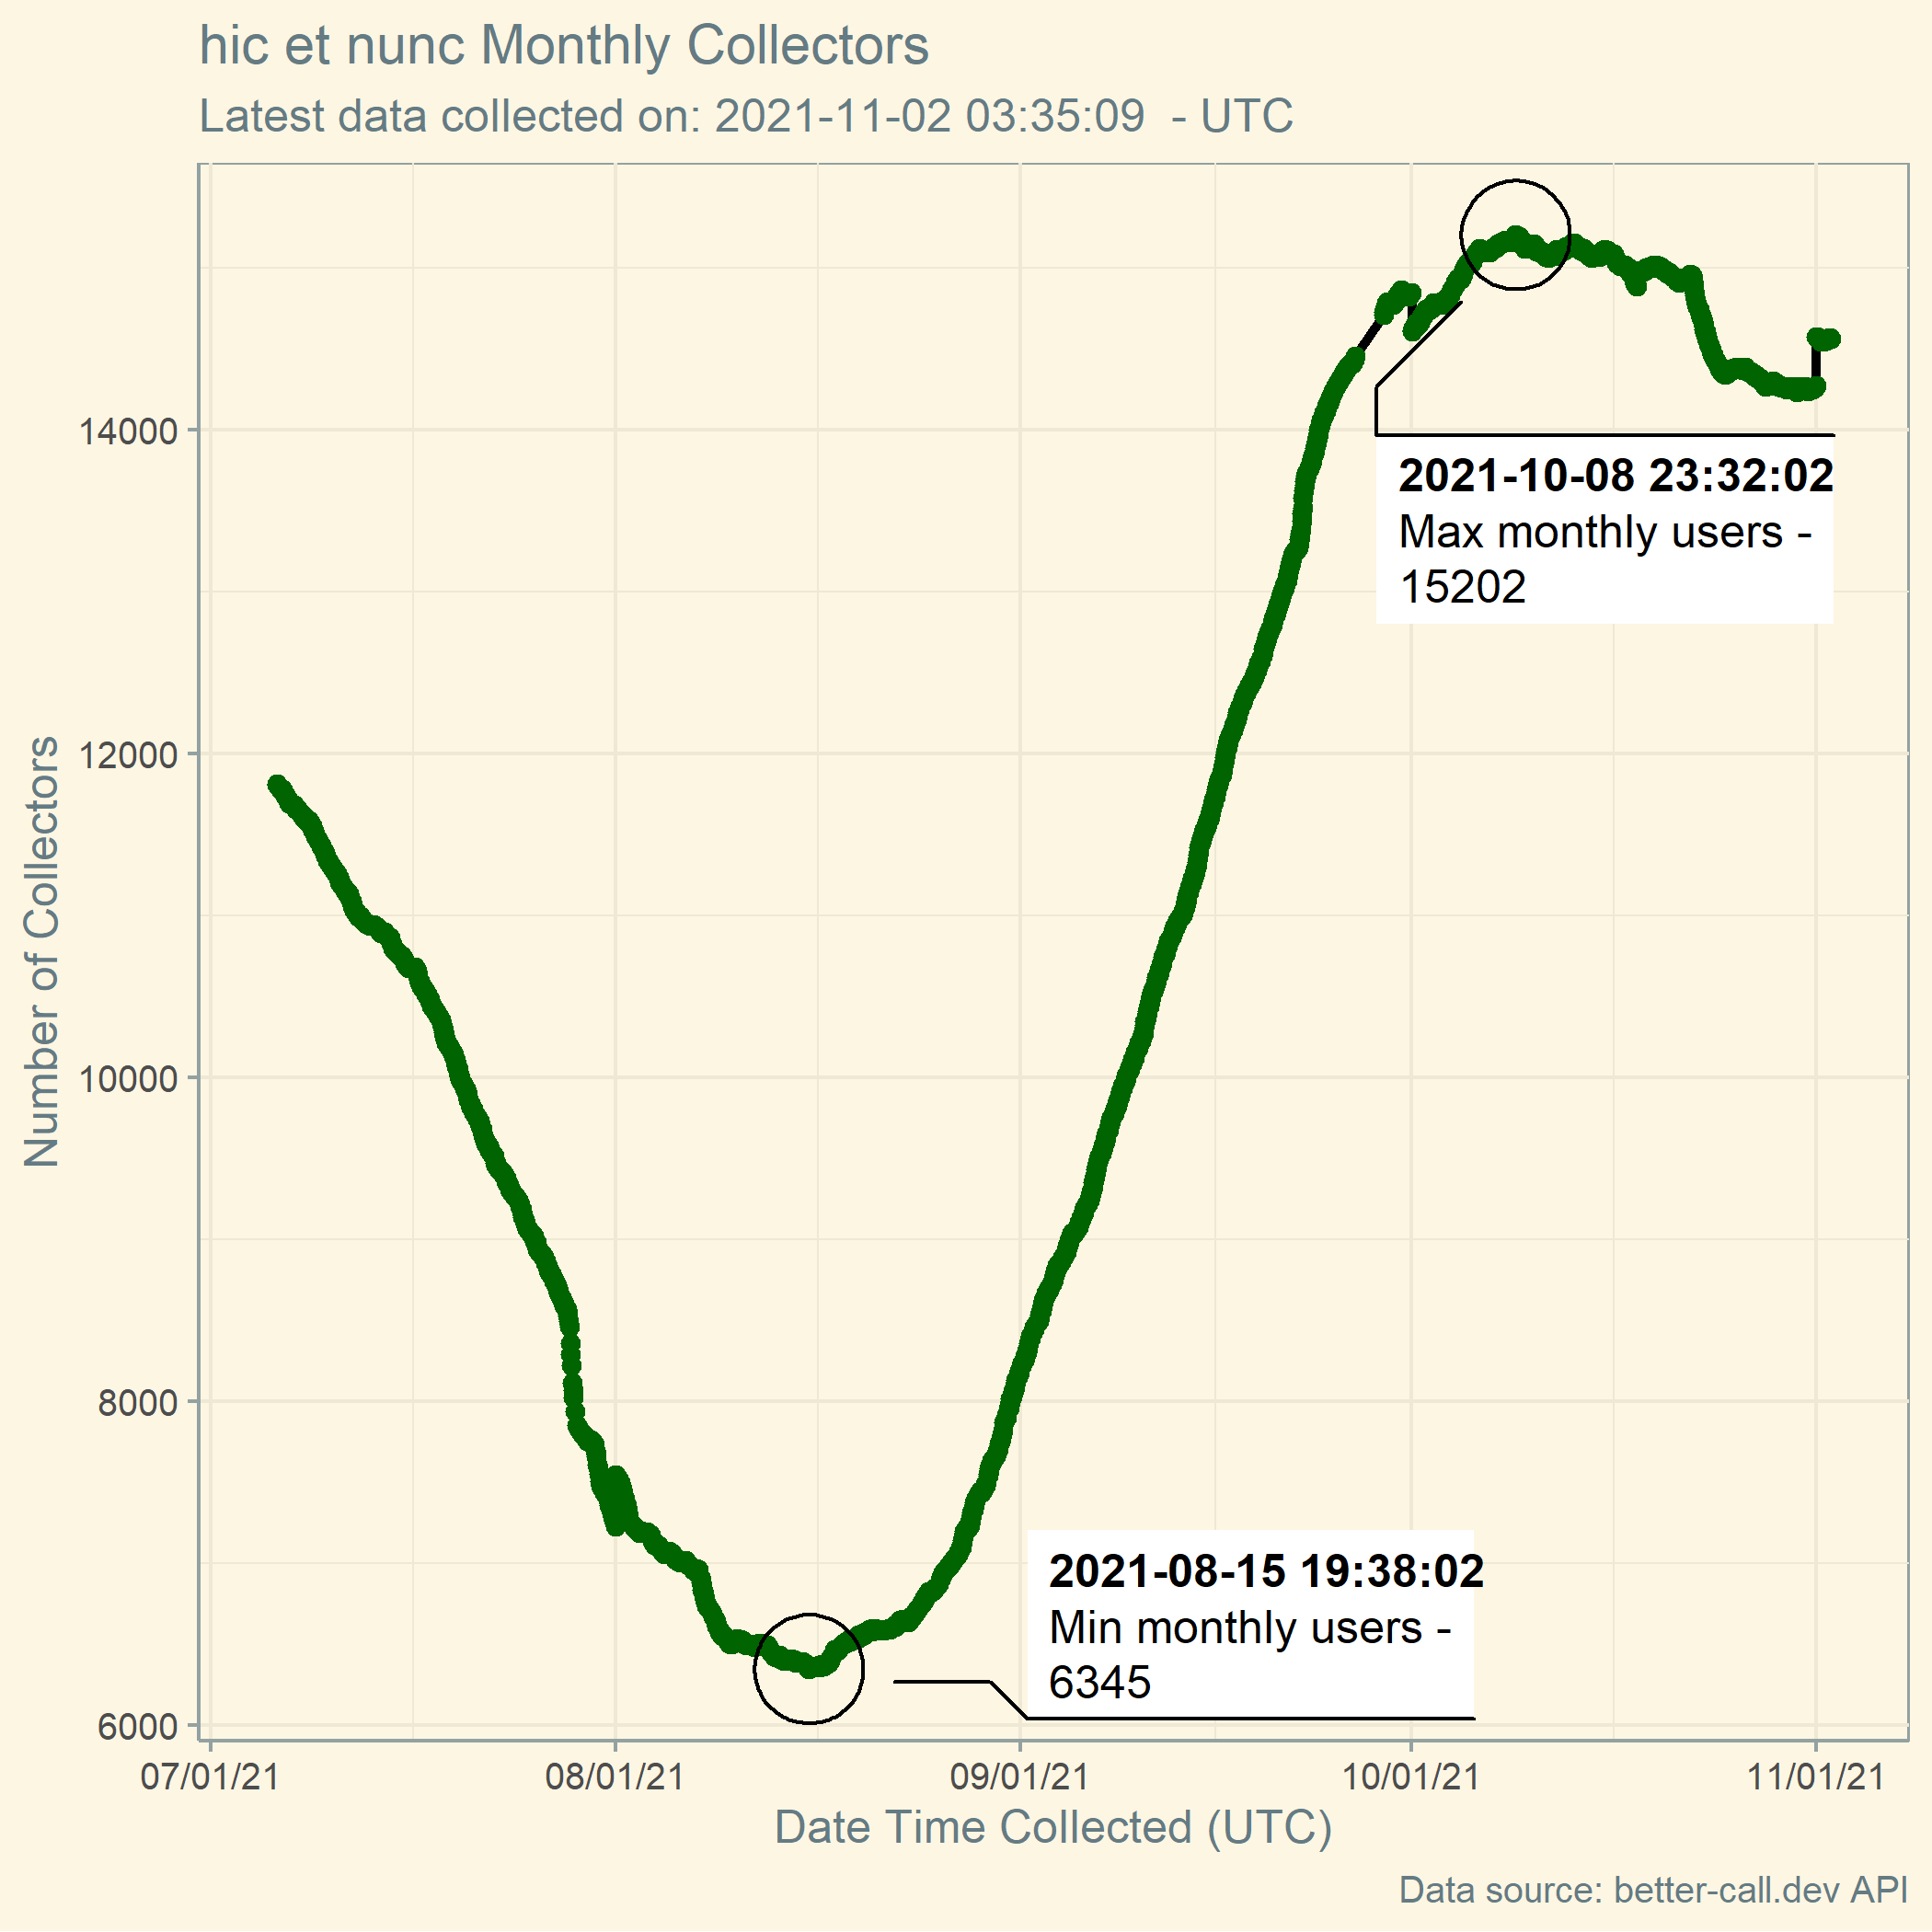 hic et nunc Monthly Collectors
Latest data collected on: 2021-11-02 03:35:09  - UTC
Number of Collectors
14000
12000
10000
8000
6000
2021-10-08 23:32:02
Max monthly users -
15202
2021-08-15 19:38:02
Min monthly users -
6345
07/01/21 08/01/21 09/01/21 10/01/21 11/01/21
Date Time Collected (UTC)
Data source: better-call.dev API